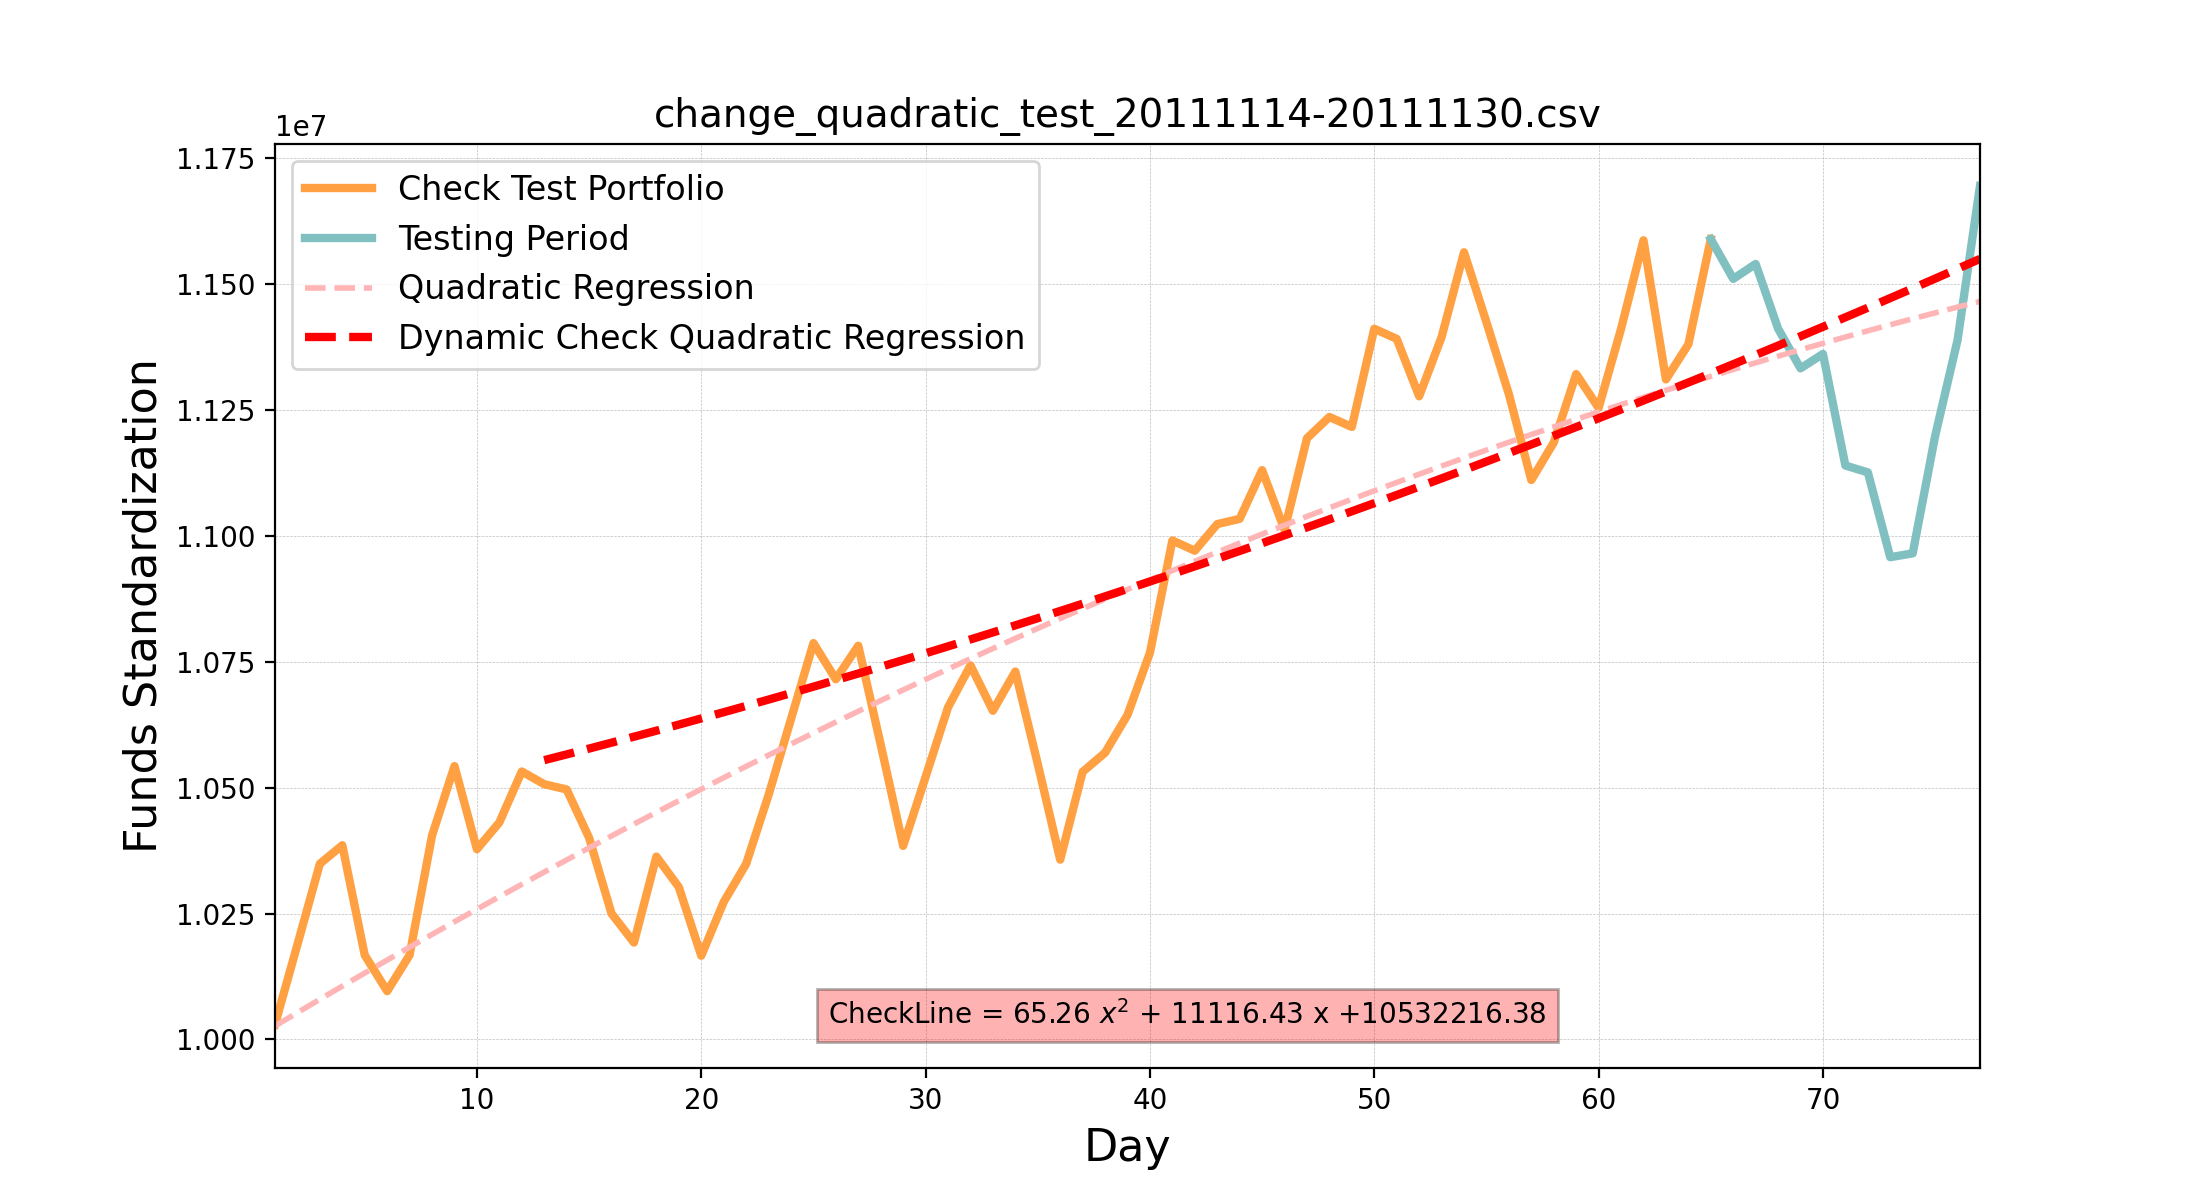 change_quadratic_test_20111114-20111130.csv
1e7
1.175
1.150
1.125
1.100
1.075
1.050
1.025
1.000
Funds Standardization
Check Test Portfolio
Testing Period
Quadratic Regression
Dynamic Check Quadratic Regression
CheckLine = 65.26 x² + 11116.43 x +10532216.38
10 20 30 40 50 60 70
Day